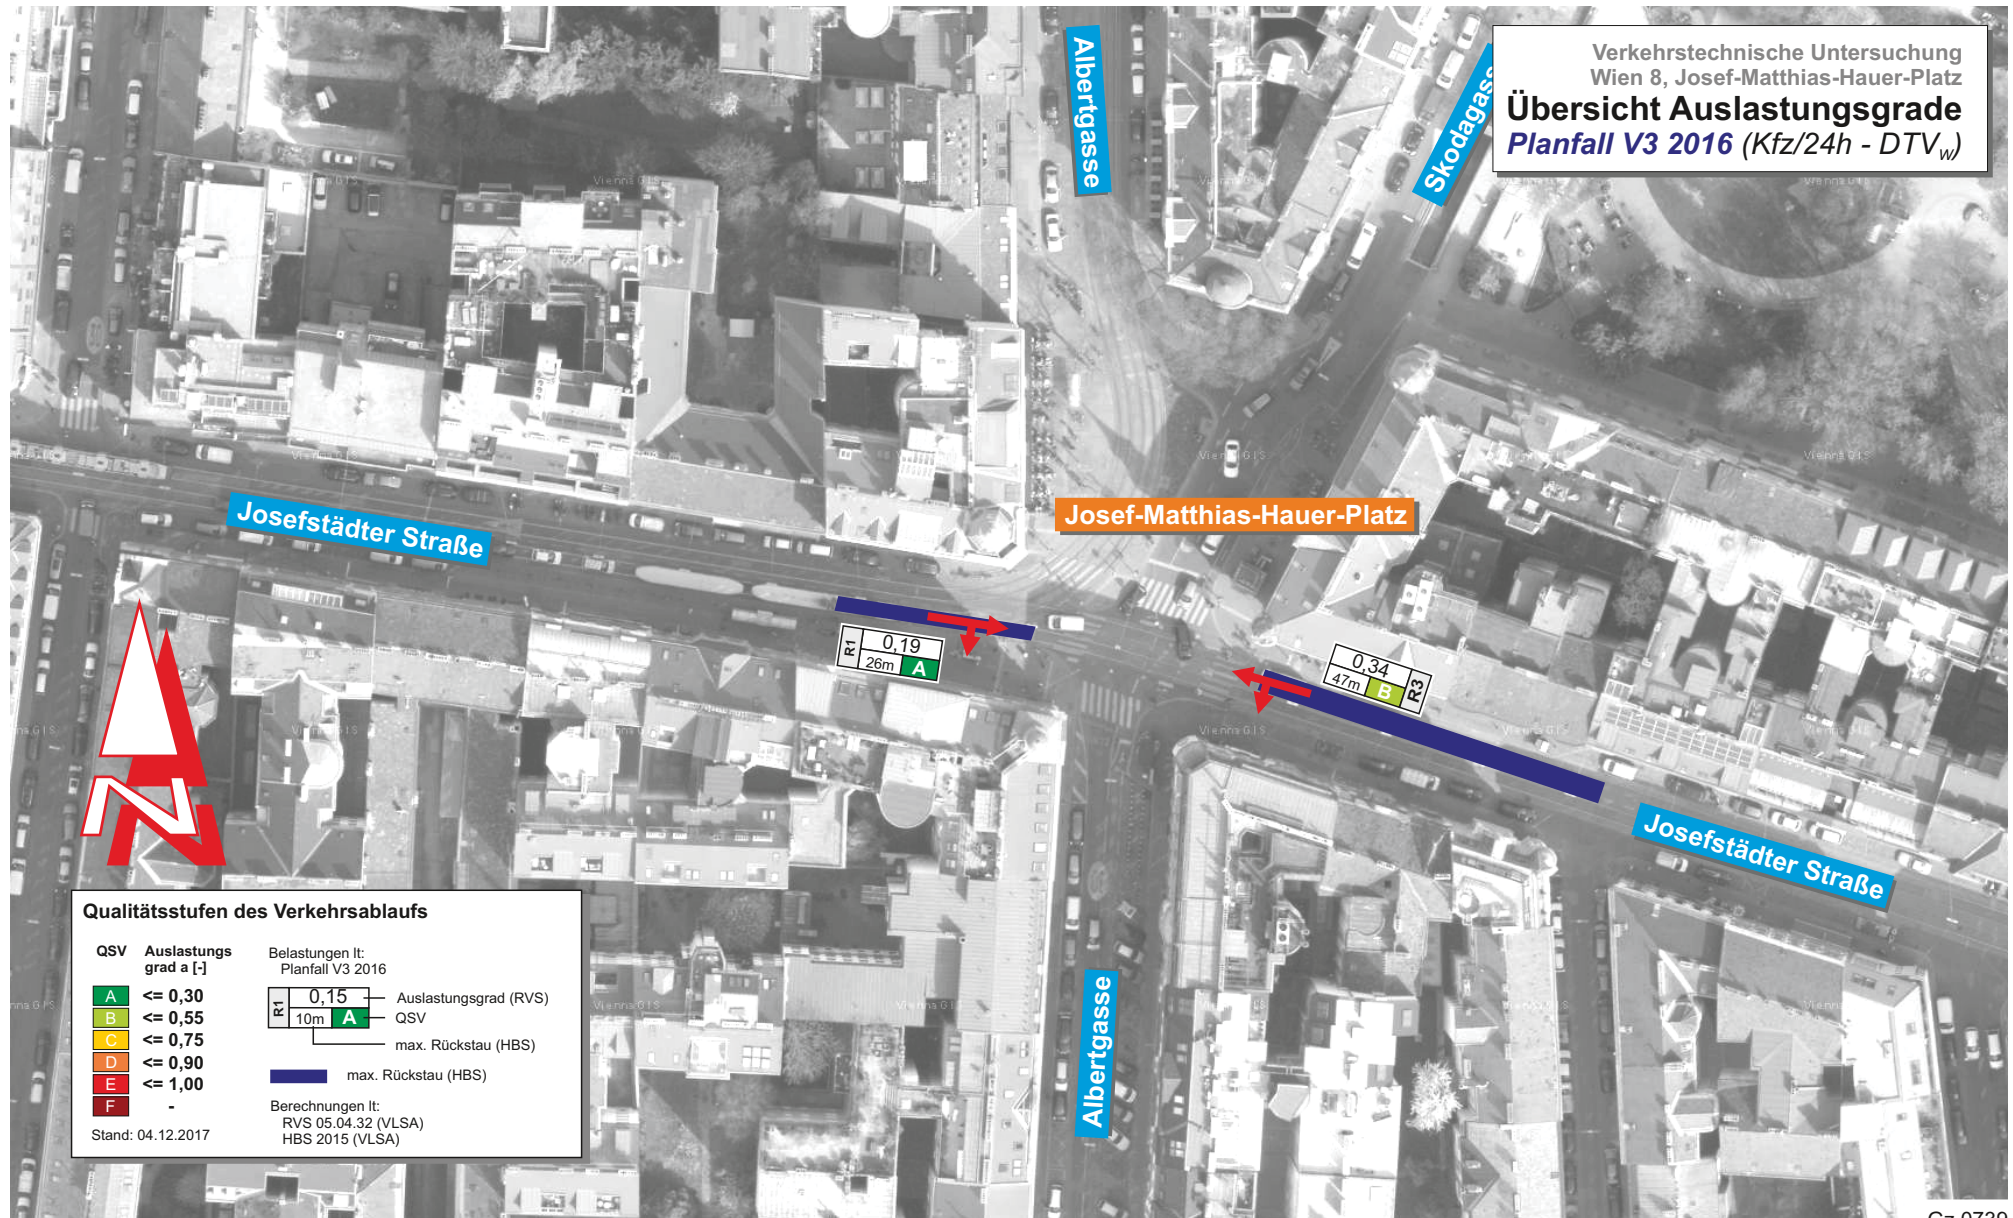 Verkehrstechnische Untersuchung
Wien 8, Josef-Matthias-Hauer-Platz
Übersicht Auslastungsgrade
Planfall V3 2016 (Kfz/24h - DTVw)
Albertgasse
Skodagass
Josef-Matthias-Hauer-Platz
Josefstädter Straße
R1
0,19
26m
A
0,34
47m
B
R3
Josefstädter Straße
Albertgasse
N
Qualitätsstufen des Verkehrsablaufs
QSV
Auslastungs
grad a [-]
A <= 0,30
B <= 0,55
C <= 0,75
D <= 0,90
E <= 1,00
F -
Stand: 04.12.2017
Belastungen lt:
Planfall V3 2016
R1
0,15
10m
A
Auslastungsgrad (RVS)
QSV
max. Rückstau (HBS)
max. Rückstau (HBS)
Berechnungen lt:
RVS 05.04.32 (VLSA)
HBS 2015 (VLSA)
Vienna GIS